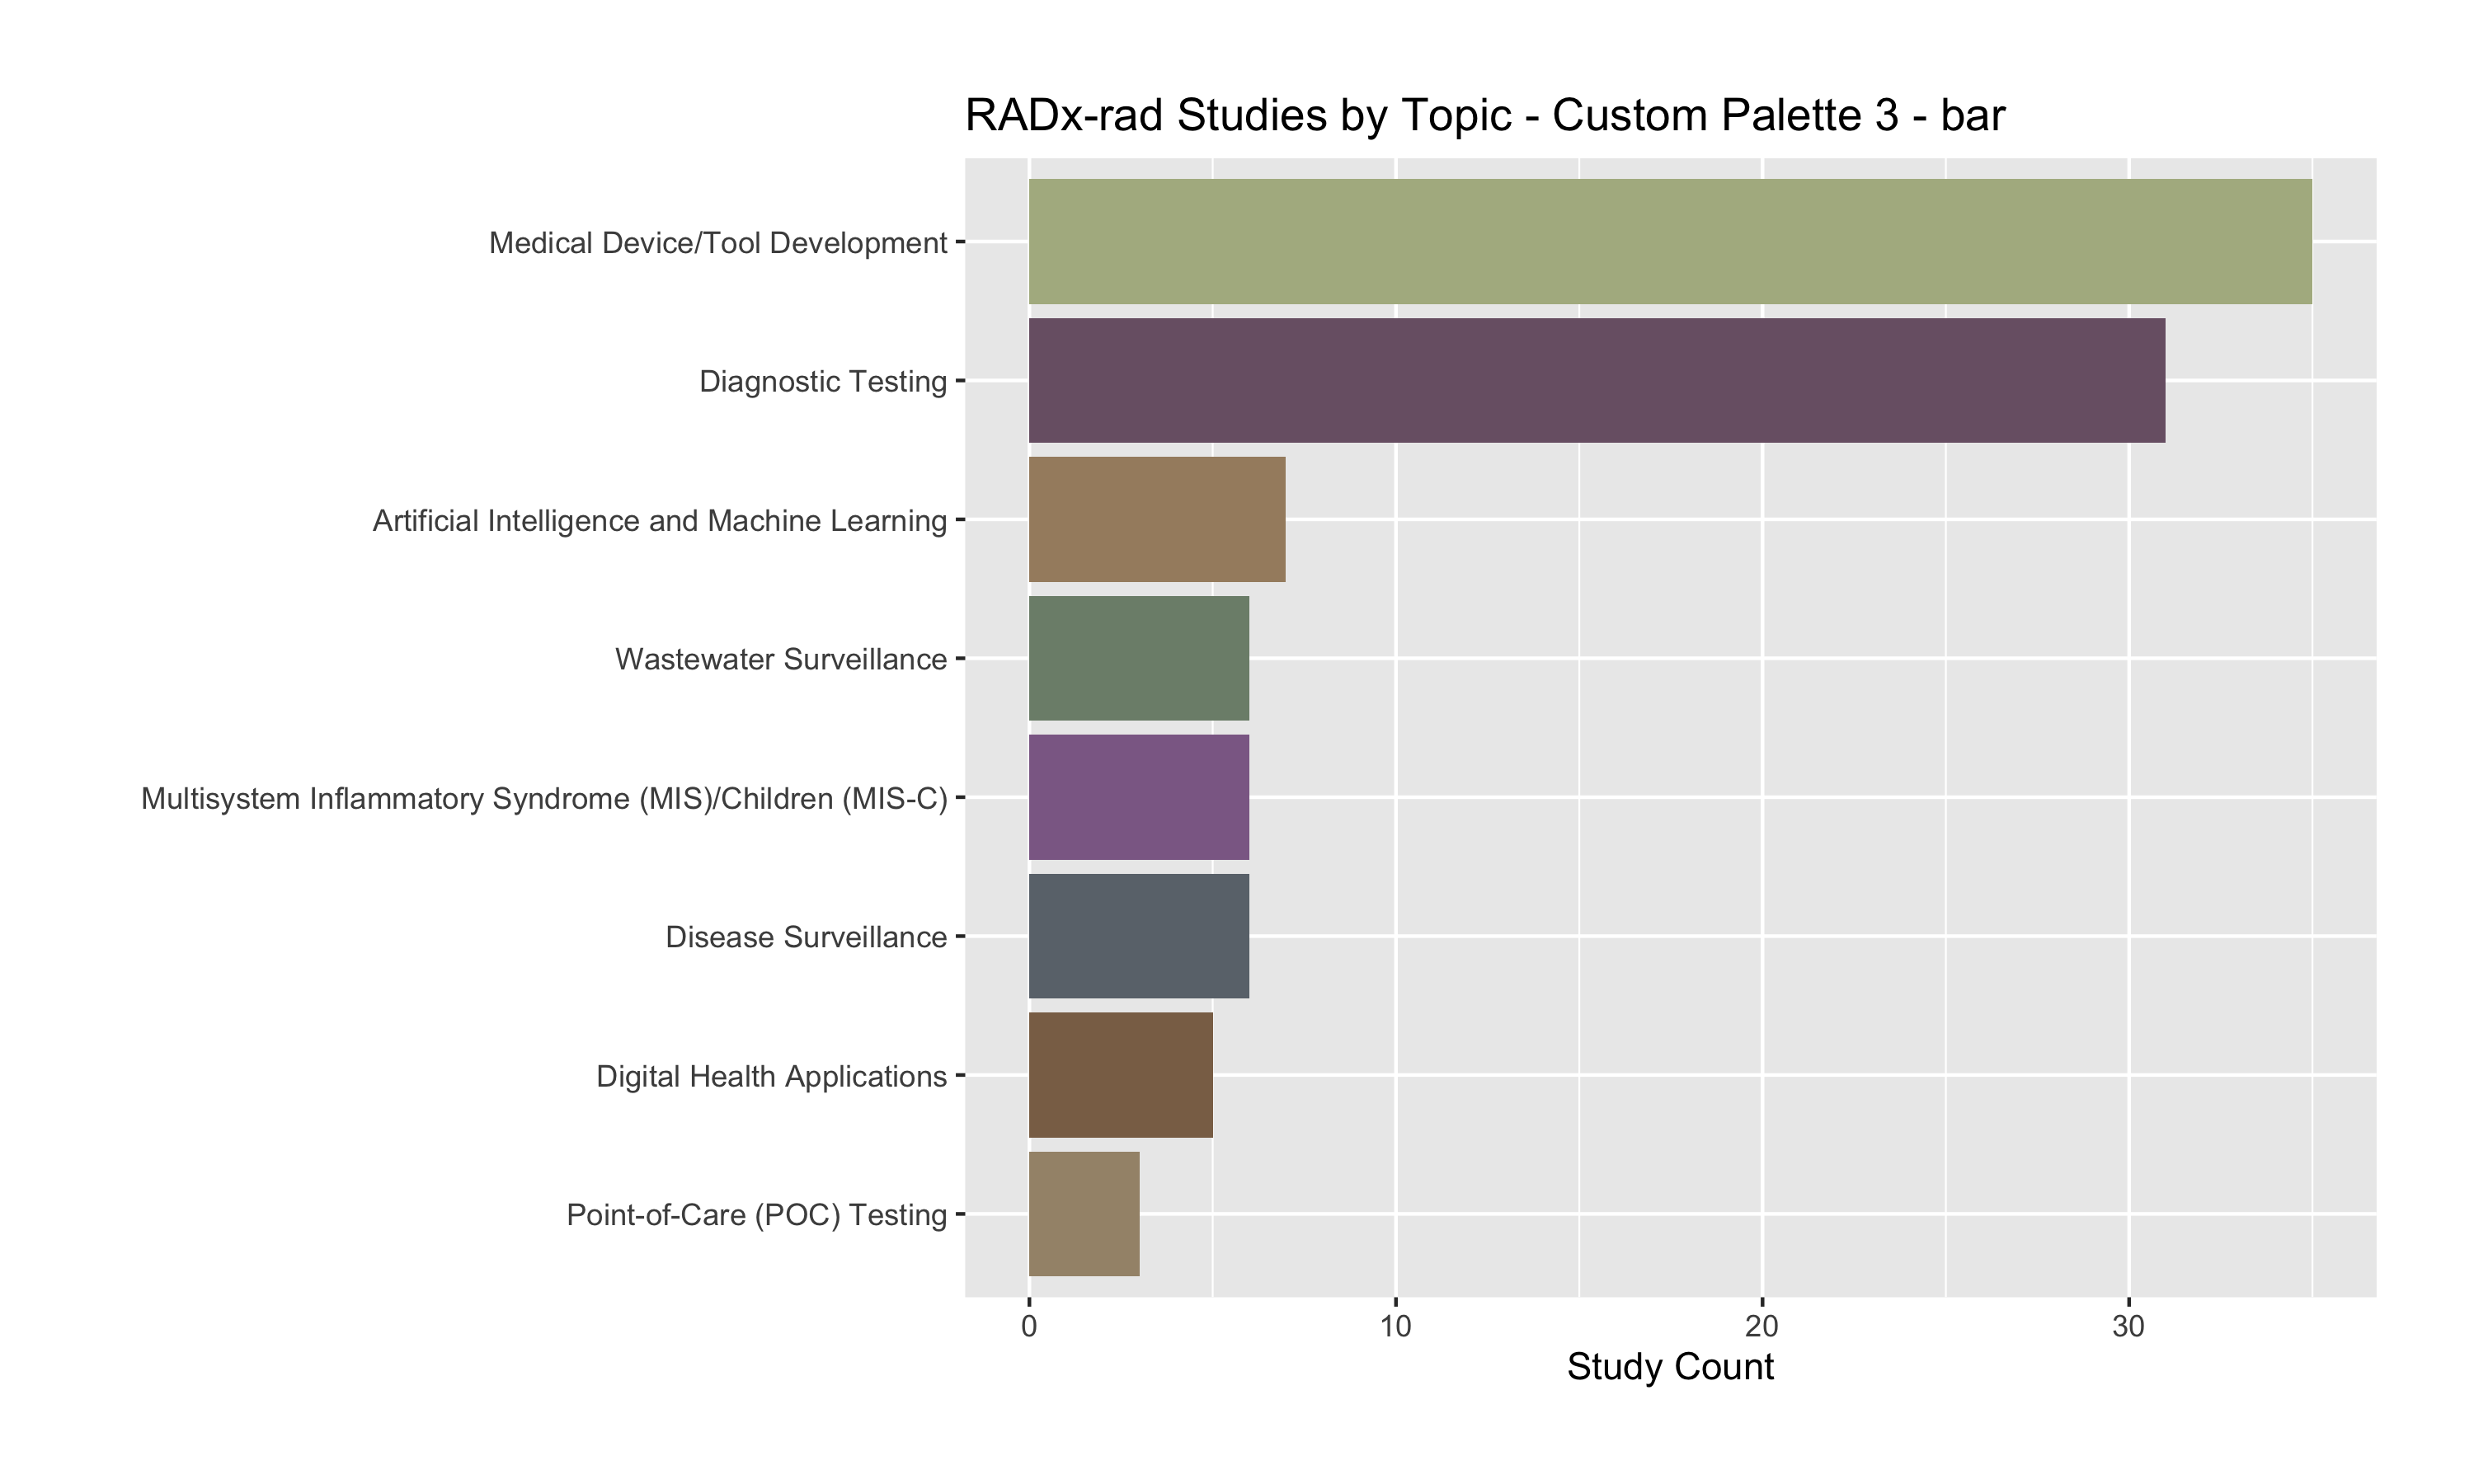 RADx-rad Studies by Topic - Custom Palette 3 - bar
Medical Device/Tool Development
Diagnostic Testing
Artificial Intelligence and Machine Learning
Wastewater Surveillance
Multisystem Inflammatory Syndrome (MIS)/Children (MIS-C)
Disease Surveillance
Digital Health Applications
Point-of-Care (POC) Testing
0 10 20 30
Study Count